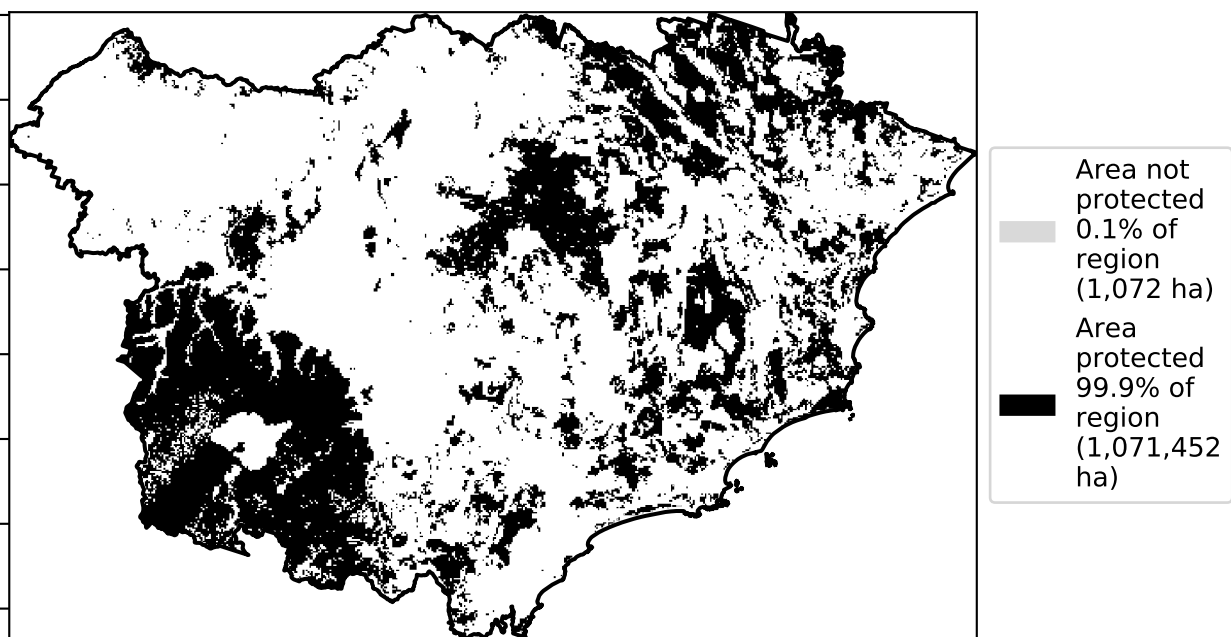 Area not
protected
0.1% of
region
(1,072 ha)
Area
protected
99.9% of
region
(1,071,452
ha)